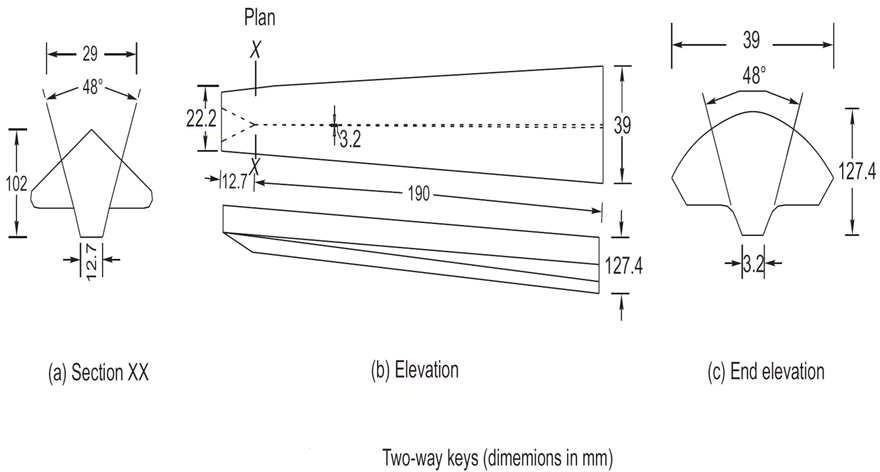 Plan
29
48°
102
12.7
(a) Section XX
X
22.2
3.2
X
12.7
190
39
127.4
(b) Elevation
39
48°
127.4
3.2
(c) End elevation
Two-way keys (dimemions in mm)